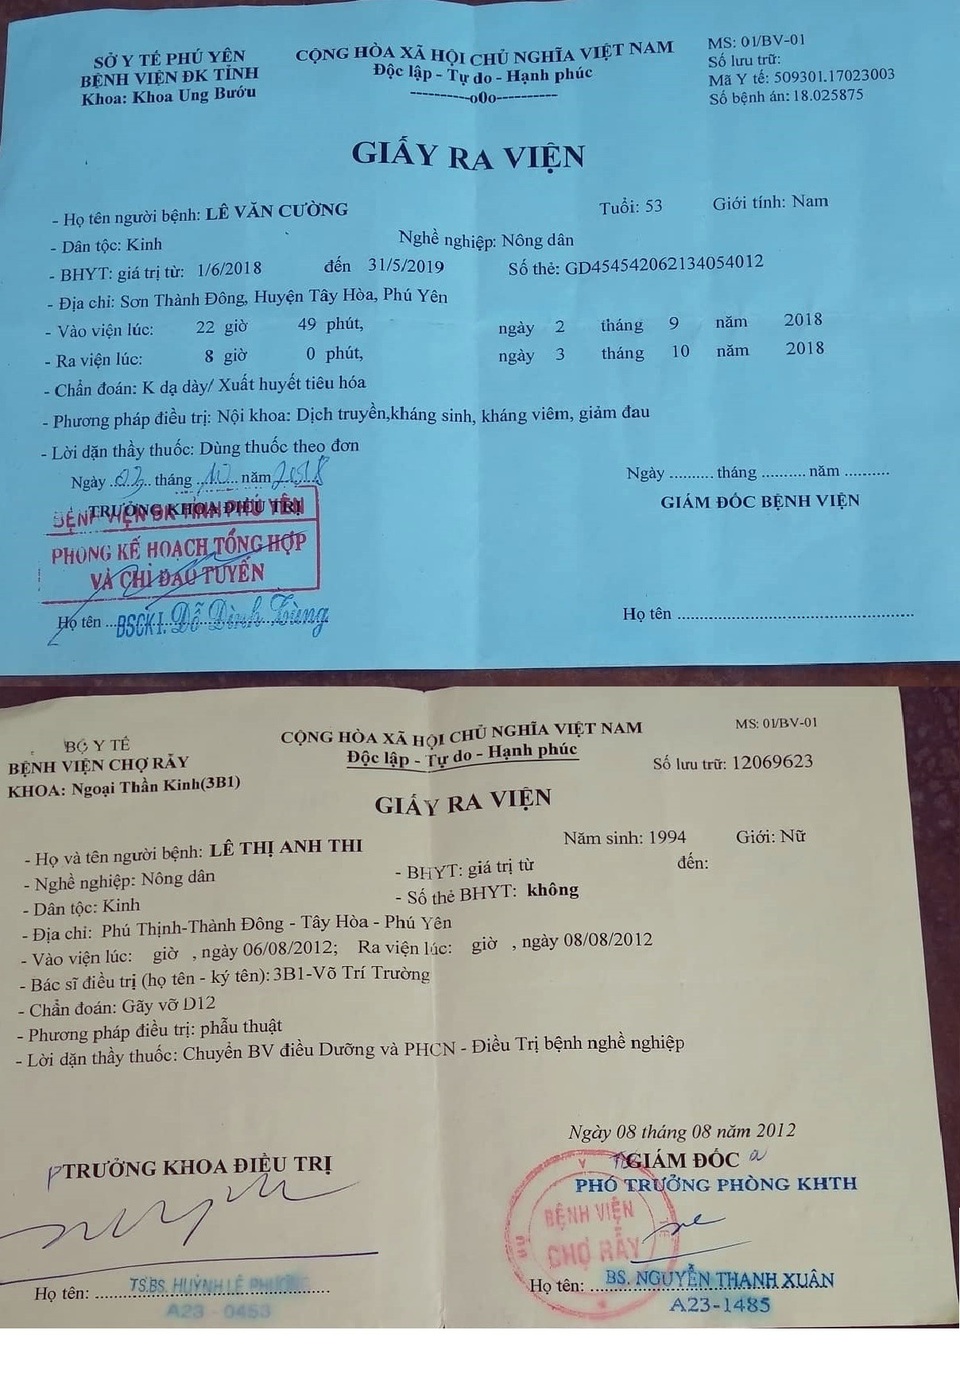 SỞ Y TẾ PHÚ YÊN
BỆNH VIỆN ĐK TỈNH
Khoa: Khoa Ung Bướu
CỘNG HÒA XÃ HỘI CHỦ NGHĨA VIỆT NAM
Độc lập - Tự do - Hạnh phúc
----------o0o----------
MS: 01/BV-01
Số lưu trữ:
Mã Y tế: 509301.17023003
Số bệnh án: 18.025875
GIẤY RA VIỆN
- Họ tên người bệnh: LÊ VĂN CƯỜNG Tuổi: 53 Giới tính: Nam
- Dân tộc: Kinh Nghề nghiệp: Nông dân
- BHYT: giá trị từ: 1/6/2018 đến 31/5/2019 Số thẻ: GD454542062134054012
- Địa chỉ: Sơn Thành Đông, Huyện Tây Hòa, Phú Yên
- Vào viện lúc: 22 giờ 49 phút, ngày 2 tháng 9 năm 2018
- Ra viện lúc: 8 giờ 0 phút, ngày 3 tháng 10 năm 2018
- Chẩn đoán: K dạ dày/ Xuất huyết tiêu hóa
- Phương pháp điều trị: Nội khoa: Dịch truyền,kháng sinh, kháng viêm, giảm đau
- Lời dặn thầy thuốc: Dùng thuốc theo đơn
Ngày ..03.. tháng ..10.. năm 2018
TRƯỞNG KHOA ĐIỀU TRỊ
BỆNH VIỆN ĐK TỈNH PHÚ YÊN
PHÒNG KẾ HOẠCH TỔNG HỢP
VÀ CHỈ ĐẠO TUYẾN
Họ tên ... BSCKI. Đỗ Đình Tùng
Ngày .......... tháng .......... năm ..........
GIÁM ĐỐC BỆNH VIỆN
Họ tên ..........
BỘ Y TẾ
BỆNH VIỆN CHỢ RẪY
KHOA: Ngoại Thần Kinh(3B1)
CỘNG HÒA XÃ HỘI CHỦ NGHĨA VIỆT NAM
Độc lập - Tự do - Hạnh phúc
MS: 01/BV-01
Số lưu trữ: 12069623
GIẤY RA VIỆN
- Họ và tên người bệnh: LÊ THỊ ANH THI Năm sinh: 1994 Giới: Nữ
- Nghề nghiệp: Nông dân - BHYT: giá trị từ đến:
- Dân tộc: Kinh - Số thẻ BHYT: không
- Địa chỉ: Phú Thịnh-Thành Đông - Tây Hòa - Phú Yên
- Vào viện lúc: giờ , ngày 06/08/2012; Ra viện lúc: giờ , ngày 08/08/2012
- Bác sĩ điều trị (họ tên - ký tên): 3B1-Võ Trí Trường
- Chẩn đoán: Gãy vỡ D12
- Phương pháp điều trị: phẫu thuật
- Lời dặn thầy thuốc: Chuyển BV điều Dưỡng và PHCN - Điều Trị bệnh nghề nghiệp
Ngày 08 tháng 08 năm 2012
TRƯỞNG KHOA ĐIỀU TRỊ
GIÁM ĐỐC
PHÓ TRƯỞNG PHÒNG KHTH
BỆNH VIỆN
CHỢ RẪY
Họ tên: TS.BS. HUỲNH LÊ
A23 - 0453
Họ tên: BS. NGUYỄN THANH XUÂN
A23-1485